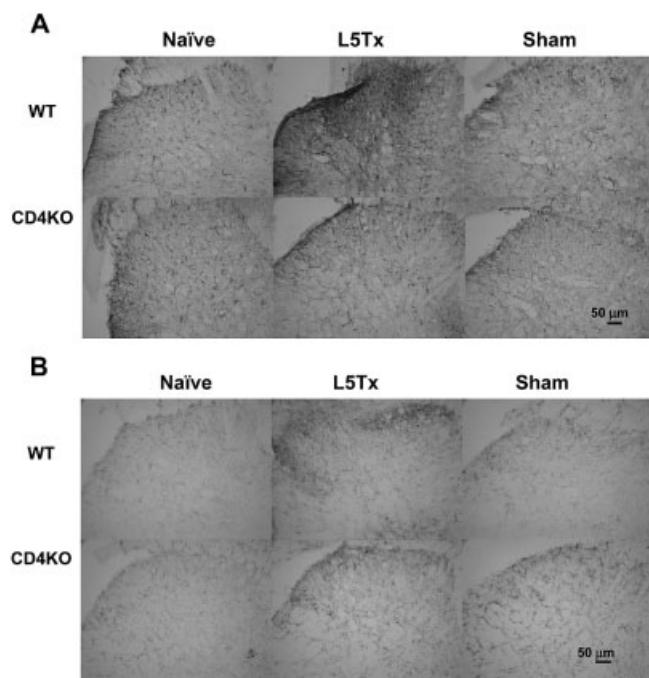 A
Naïve L5Tx Sham
WT
CD4KO
50 µm
B
Naïve L5Tx Sham
WT
CD4KO
50 µm